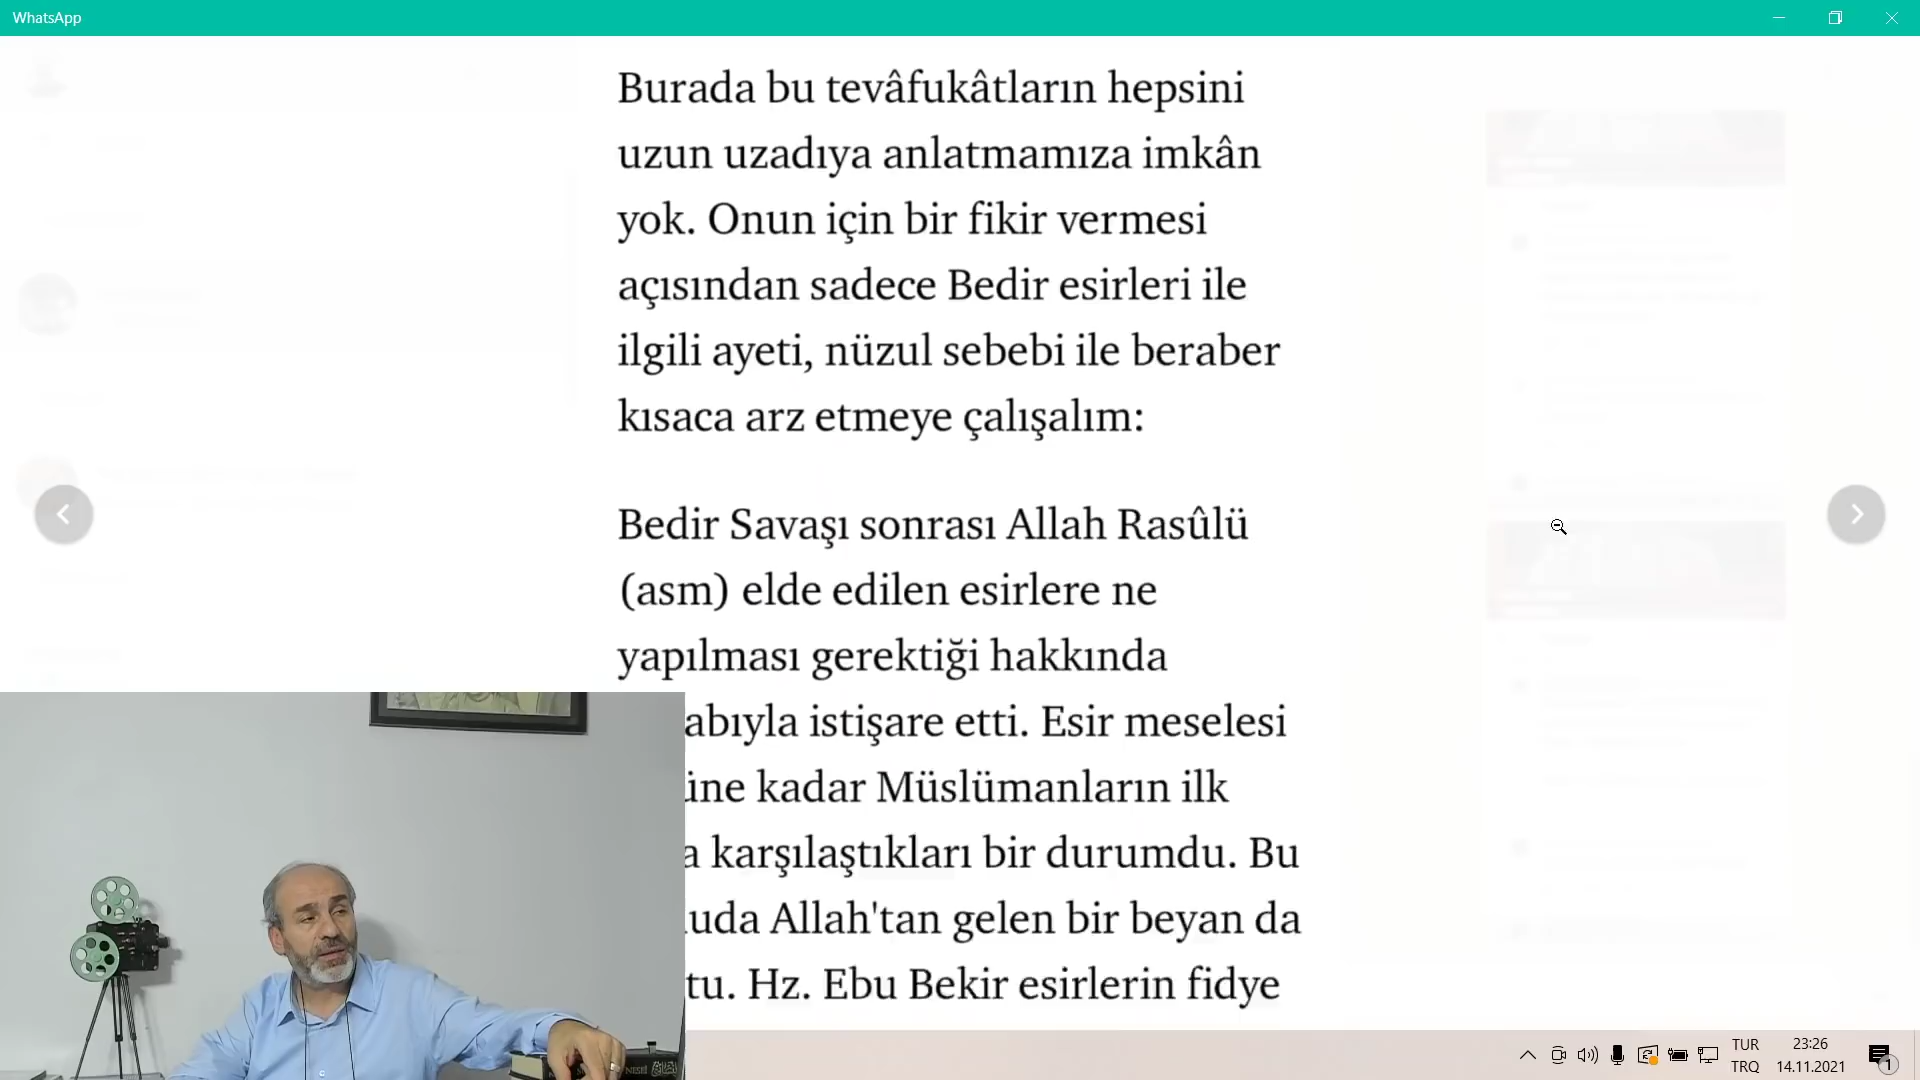 WhatsApp
Burada bu tevâfukâtların hepsini
uzun uzadıya anlatmamıza imkân
yok. Onun için bir fikir vermesi
açısından sadece Bedir esirleri ile
ilgili ayeti, nüzul sebebi ile beraber
kısaca arz etmeye çalışalım:
Bedir Savaşı sonrası Allah Rasûlü
(asm) elde edilen esirlere ne
yapılması gerektiği hakkında
abıyla istişare etti. Esir meselesi
üne kadar Müslümanların ilk
a karşılaştıkları bir durumdu. Bu
uda Allah'tan gelen bir beyan da
tu. Hz. Ebu Bekir esirlerin fidye
TUR
TRQ
23:26
14.11.2021
1